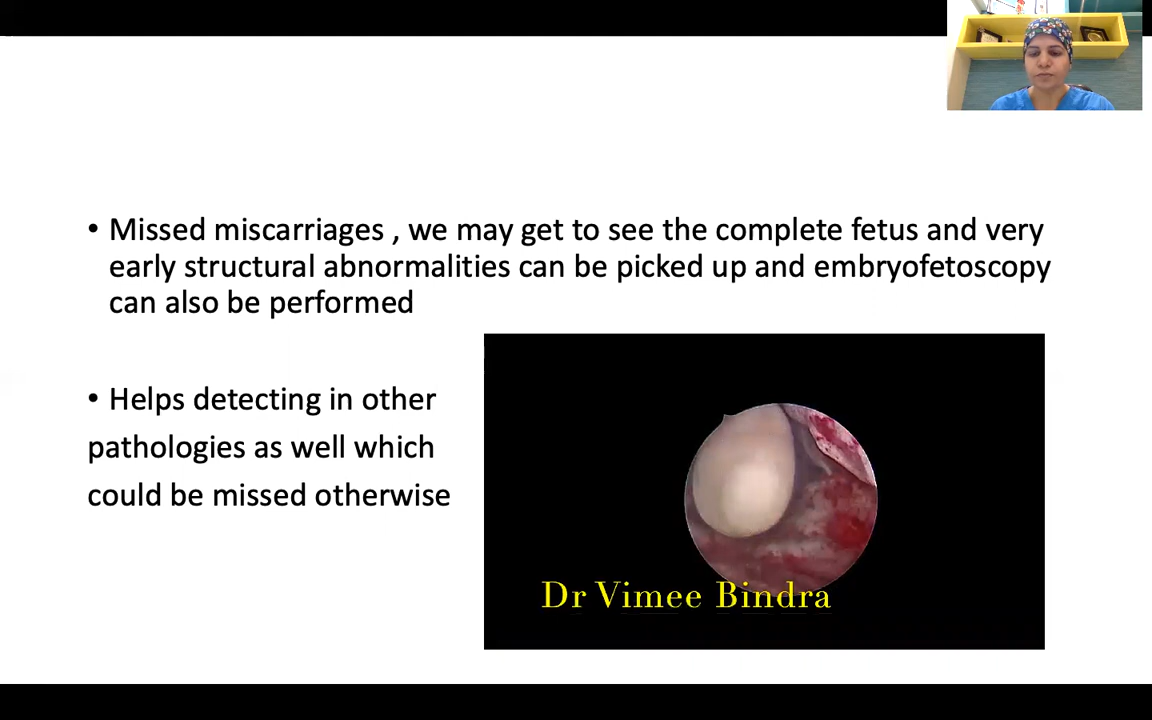 • Missed miscarriages , we may get to see the complete fetus and very
early structural abnormalities can be picked up and embryofetoscopy
can also be performed
• Helps detecting in other
pathologies as well which
could be missed otherwise
Dr Vimee Bindra